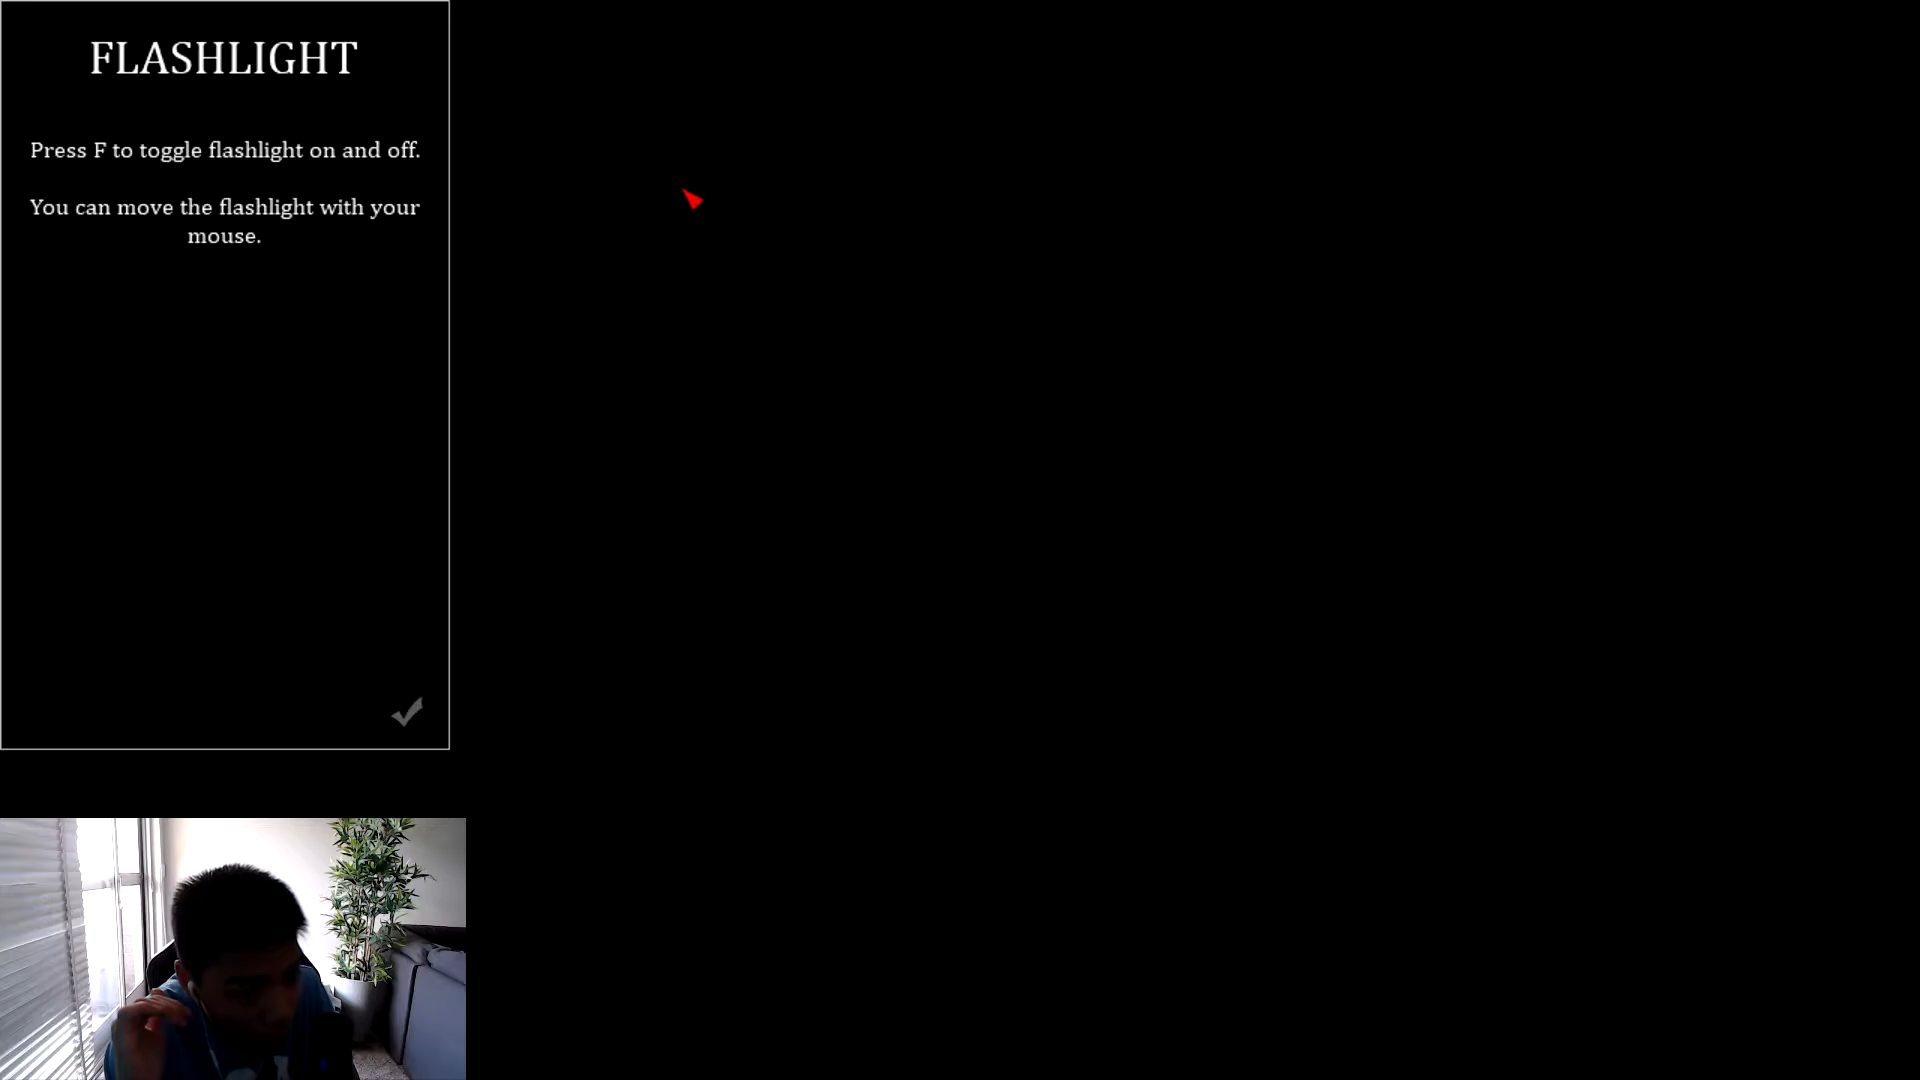 FLASHLIGHT
Press F to toggle flashlight on and off.
You can move the flashlight with your
mouse.